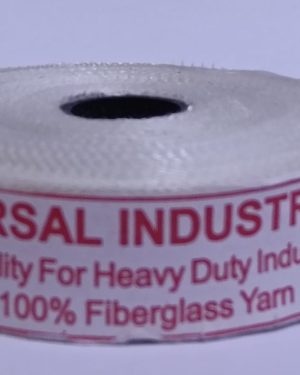 RSAL INDUSTR
lity For Heavy Duty Indu
100% Fiberglass Yarn